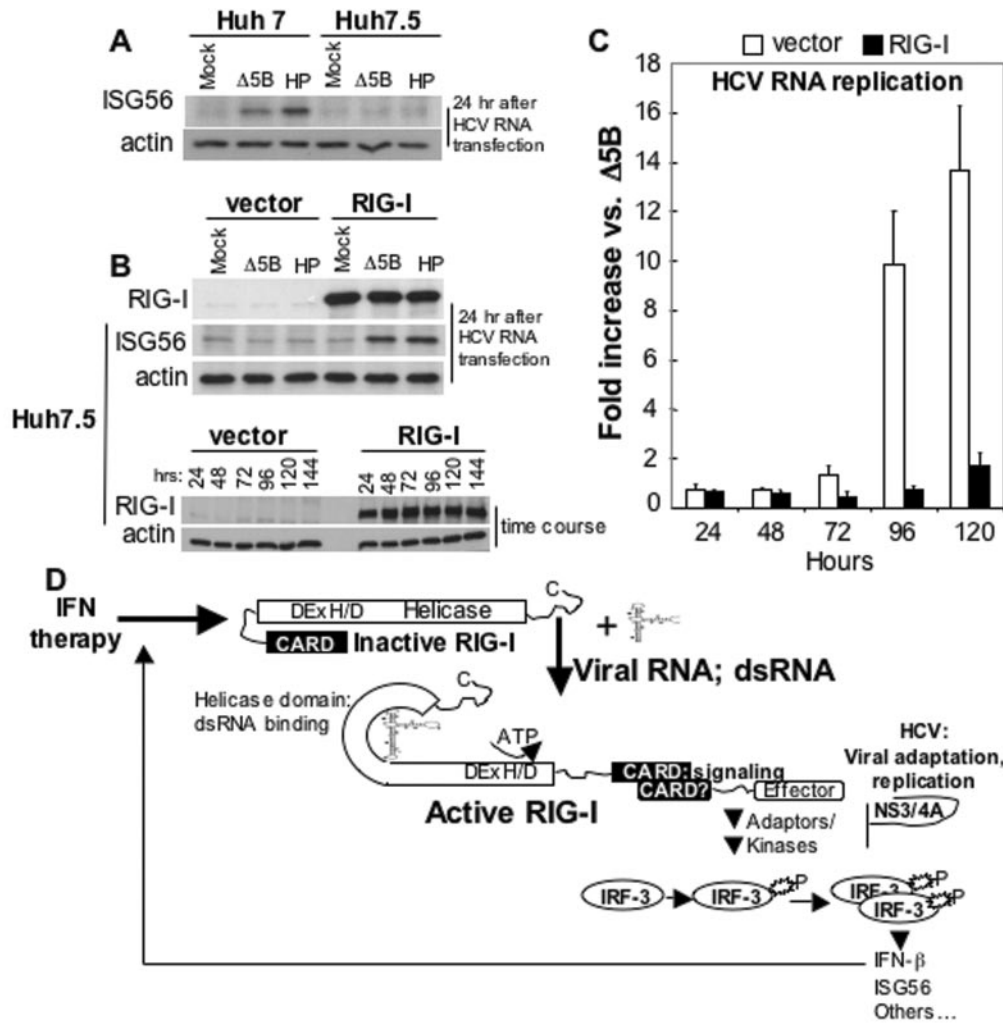 A
Huh 7 Huh7.5
Mock Δ5B HP Mock Δ5B HP
ISG56
actin
24 hr after
HCV RNA
transfection
B
vector RIG-I
Mock Δ5B HP Mock Δ5B HP
RIG-I
ISG56
actin
24 hr after
HCV RNA
transfection
Huh7.5
vector RIG-I
hrs: 24 48 72 96 120 144 24 48 72 96 120 144
RIG-I
actin
time course
C
vector RIG-I
HCV RNA replication
Fold increase vs. Δ5B
18
16
14
12
10
8
6
4
2
0
24 48 72 96 120
Hours
D
IFN
therapy
DExH/D Helicase
C
CARD Inactive RIG-I
+
Viral RNA; dsRNA
Helicase domain:
dsRNA binding
C
ATP
DExH/D
CARD: signaling
CARD? Effector
Active RIG-I
HCV:
Viral adaptation,
replication
NS3/4A
Adaptors/
Kinases
IRF-3 IRF-3 P IRF-3 P
IRF-3 P
IFN-β
ISG56
Others...